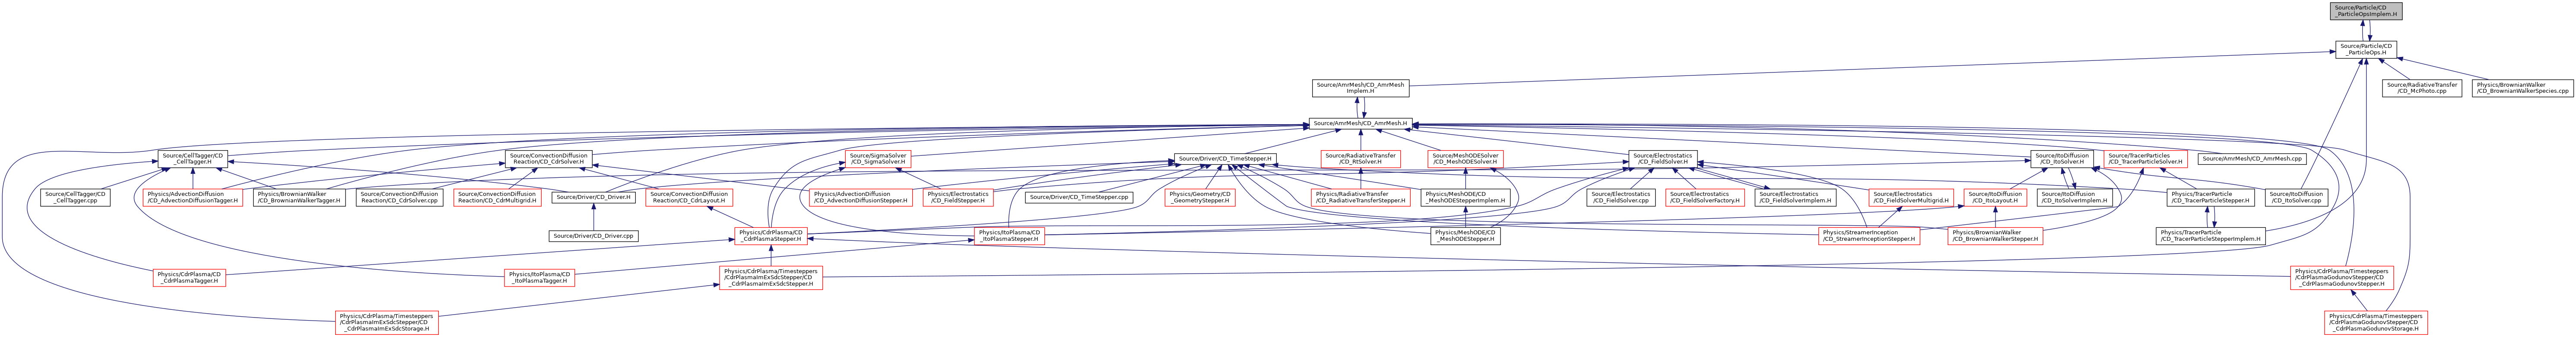 Source/Particle/CD
_ParticleOpsImplem.H
Source/Particle/CD
_ParticleOps.H
Source/AmrMesh/CD_AmrMesh
Implem.H
Source/RadiativeTransfer
/CD_McPhoto.cpp
Physics/BrownianWalker
/CD_BrownianWalkerSpecies.cpp
Source/AmrMesh/CD_AmrMesh.H
Source/CellTagger/CD
_CellTagger.H
Source/ConvectionDiffusion
Reaction/CD_CdrSolver.H
Source/SigmaSolver
/CD_SigmaSolver.H
Source/Driver/CD_TimeStepper.H
Source/RadiativeTransfer
/CD_RtSolver.H
Source/MeshODESolver
/CD_MeshODESolver.H
Source/Electrostatics
/CD_FieldSolver.H
Source/ItoDiffusion
/CD_ItoSolver.H
Source/TracerParticles
/CD_TracerParticleSolver.H
Source/AmrMesh/CD_AmrMesh.cpp
Source/CellTagger/CD
_CellTagger.cpp
Physics/AdvectionDiffusion
/CD_AdvectionDiffusionTagger.H
Physics/BrownianWalker
/CD_BrownianWalkerTagger.H
Source/ConvectionDiffusion
Reaction/CD_CdrSolver.cpp
Source/ConvectionDiffusion
Reaction/CD_CdrMultigrid.H
Source/Driver/CD_Driver.H
Source/ConvectionDiffusion
Reaction/CD_CdrLayout.H
Physics/AdvectionDiffusion
/CD_AdvectionDiffusionStepper.H
Physics/Electrostatics
/CD_FieldStepper.H
Source/Driver/CD_TimeStepper.cpp
Physics/Geometry/CD
_GeometryStepper.H
Physics/RadiativeTransfer
/CD_RadiativeTransferStepper.H
Physics/MeshODE/CD
_MeshODEStepperImplem.H
Source/Electrostatics
/CD_FieldSolver.cpp
Source/Electrostatics
/CD_FieldSolverFactory.H
Source/Electrostatics
/CD_FieldSolverImplem.H
Source/Electrostatics
/CD_FieldSolverMultigrid.H
Source/ItoDiffusion
/CD_ItoLayout.H
Source/ItoDiffusion
/CD_ItoSolverImplem.H
Physics/TracerParticle
/CD_TracerParticleStepper.H
Source/ItoDiffusion
/CD_ItoSolver.cpp
Source/Driver/CD_Driver.cpp
Physics/CdrPlasma/CD
_CdrPlasmaStepper.H
Physics/ItoPlasma/CD
_ItoPlasmaStepper.H
Physics/MeshODE/CD
_MeshODEStepper.H
Physics/StreamerInception
/CD_StreamerInceptionStepper.H
Physics/BrownianWalker
/CD_BrownianWalkerStepper.H
Physics/TracerParticle
/CD_TracerParticleStepperImplem.H
Physics/CdrPlasma/CD
_CdrPlasmaTagger.H
Physics/ItoPlasma/CD
_ItoPlasmaTagger.H
Physics/CdrPlasma/Timesteppers
/CdrPlasmaImExSdcStepper/CD
_CdrPlasmaImExSdcStepper.H
Physics/CdrPlasma/Timesteppers
/CdrPlasmaGodunovStepper/CD
_CdrPlasmaGodunovStepper.H
Physics/CdrPlasma/Timesteppers
/CdrPlasmaImExSdcStepper/CD
_CdrPlasmaImExSdcStorage.H
Physics/CdrPlasma/Timesteppers
/CdrPlasmaGodunovStepper/CD
_CdrPlasmaGodunovStorage.H